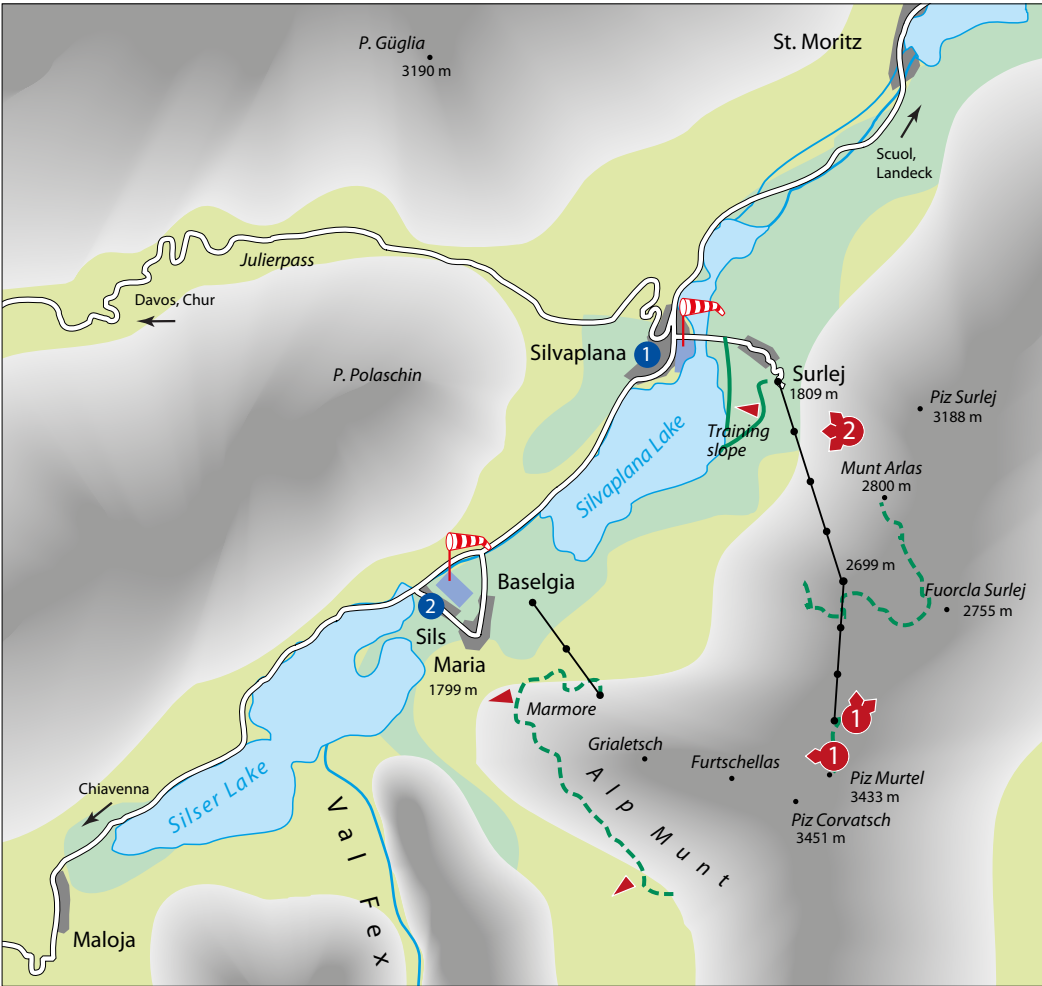 P. Güglia
3190 m
St. Moritz
Scuol,
Landeck
Julierpass
Davos, Chur
Silvaplana
1
P. Polaschin
Surlej
1809 m
Piz Surlej
3188 m
Training
slope
2
Silvaplana Lake
Munt Arlas
2800 m
2699 m
Fuorcla Surlej
2755 m
Baselgia
2
Sils
Maria
1799 m
Marmore
Grialetsch
Furtschellas
1
1
Piz Murtel
3433 m
Piz Corvatsch
3451 m
Alp Munt
Silser Lake
Chiavenna
Val Fex
Maloja